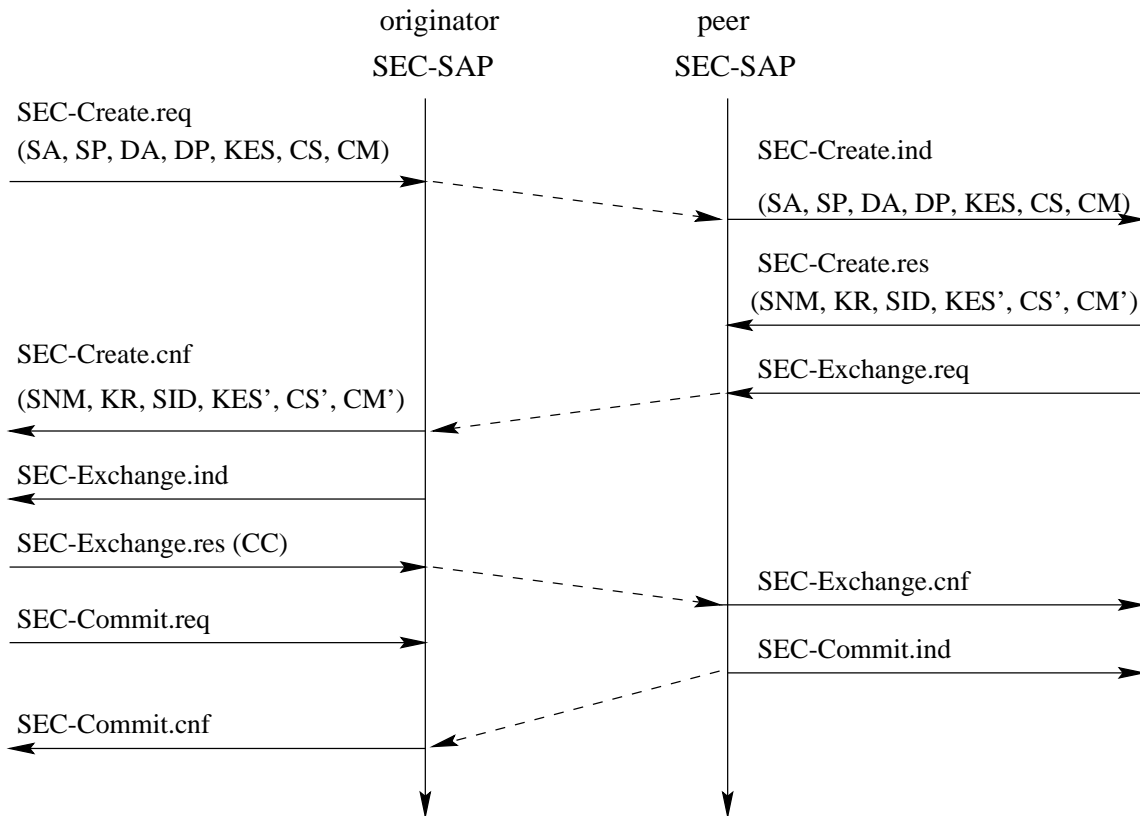 originator
peer
SEC-SAP
SEC-SAP
SEC-Create.req
(SA, SP, DA, DP, KES, CS, CM)
SEC-Create.ind
(SA, SP, DA, DP, KES, CS, CM)
SEC-Create.res
(SNM, KR, SID, KES’, CS’, CM’)
SEC-Create.cnf
(SNM, KR, SID, KES’, CS’, CM’)
SEC-Exchange.req
SEC-Exchange.ind
SEC-Exchange.res (CC)
SEC-Exchange.cnf
SEC-Commit.req
SEC-Commit.ind
SEC-Commit.cnf